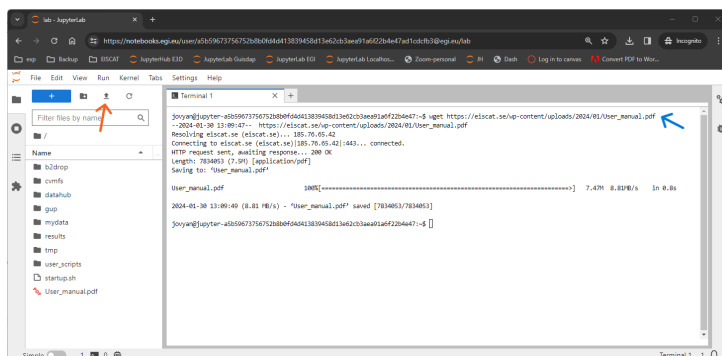 lab - JupyterLab
https://notebooks.egi.eu/user/a5b59673756752b8b0fd4d413839458d13e62cb3aea91a6f22b4e47ad1cdcfb3@egi.eu/lab
Incognito
exp Backup EISCAT JupyterHub E3D JupyterLab Guisdap JupyterLab EGI JupyterLab Localhos... Zoom-personal JH Dash Log in to canvas Convert PDF to Wor...
File Edit View Run Kernel Tabs Settings Help
Terminal 1
Filter files by name
/
Name
b2drop
cvmfs
datahub
gup
mydata
results
tmp
user_scripts
startup.sh
User_manual.pdf
jovyan@jupyter-a5b59673756752b8b0fd4d413839458d13e62cb3aea91a6f22b4e47:~$ wget https://eiscat.se/wp-content/uploads/2024/01/User_manual.pdf
--2024-01-30 13:09:47-- https://eiscat.se/wp-content/uploads/2024/01/User_manual.pdf
Resolving eiscat.se (eiscat.se)... 185.76.65.42
Connecting to eiscat.se (eiscat.se)|185.76.65.42|:443... connected.
HTTP request sent, awaiting response... 200 OK
Length: 7834053 (7.5M) [application/pdf]
Saving to: ‘User_manual.pdf’
User_manual.pdf 100%[===================================================================>] 7.47M 8.81MB/s in 0.8s
2024-01-30 13:09:49 (8.81 MB/s) - ‘User_manual.pdf’ saved [7834053/7834053]
jovyan@jupyter-a5b59673756752b8b0fd4d413839458d13e62cb3aea91a6f22b4e47:~$
Simple 1 0 Terminal 1 1